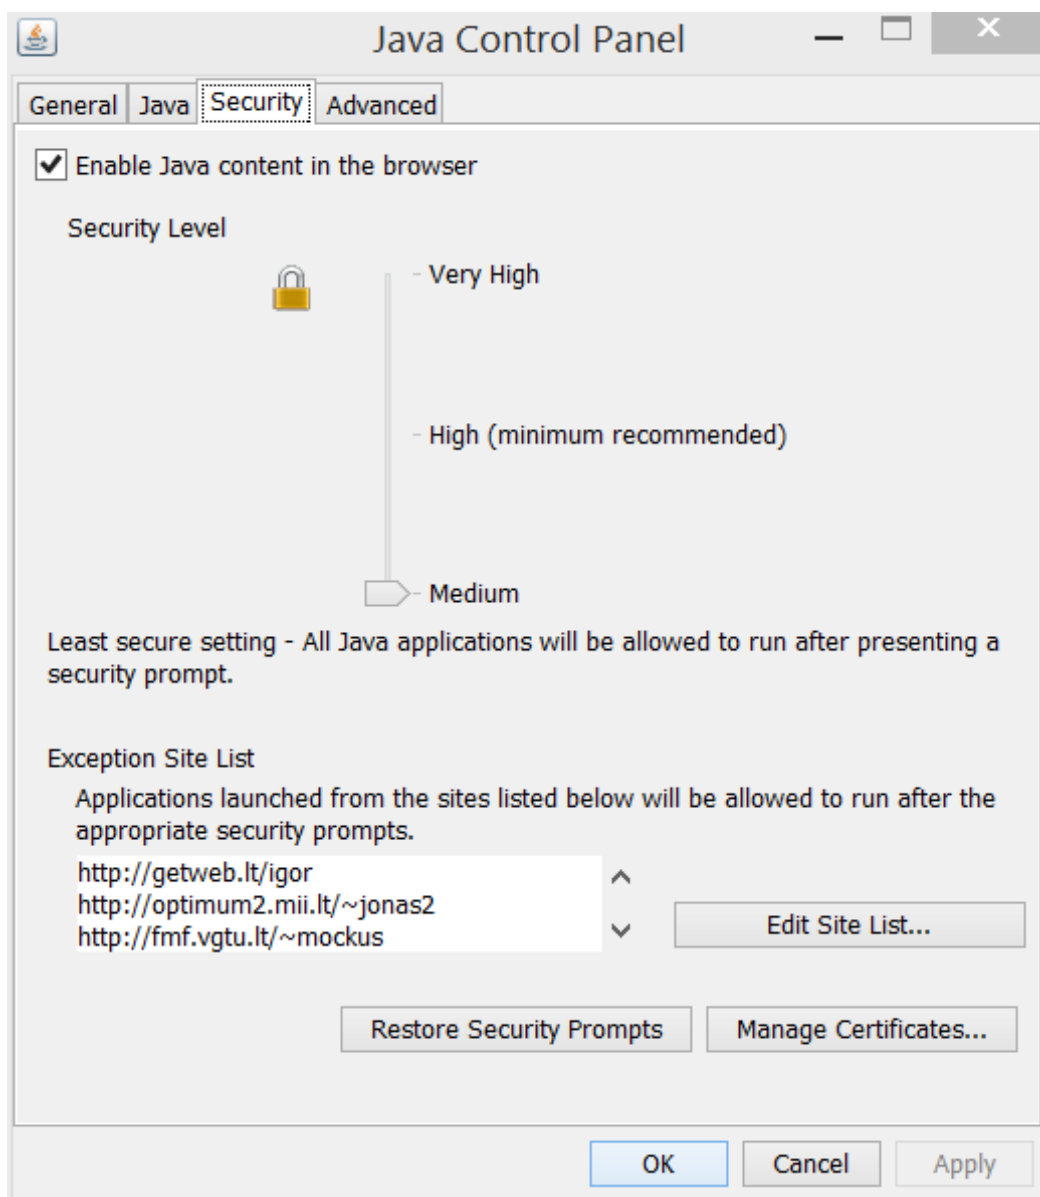 Java Control Panel
General Java Security Advanced
Enable Java content in the browser
Security Level
Very High
High (minimum recommended)
Medium
Least secure setting - All Java applications will be allowed to run after presenting a
security prompt.
Exception Site List
Applications launched from the sites listed below will be allowed to run after the
appropriate security prompts.
http://getweb.lt/igor
http://optimum2.mii.lt/~jonas2
http://fmf.vgtu.lt/~mockus
Edit Site List...
Restore Security Prompts Manage Certificates...
OK Cancel Apply